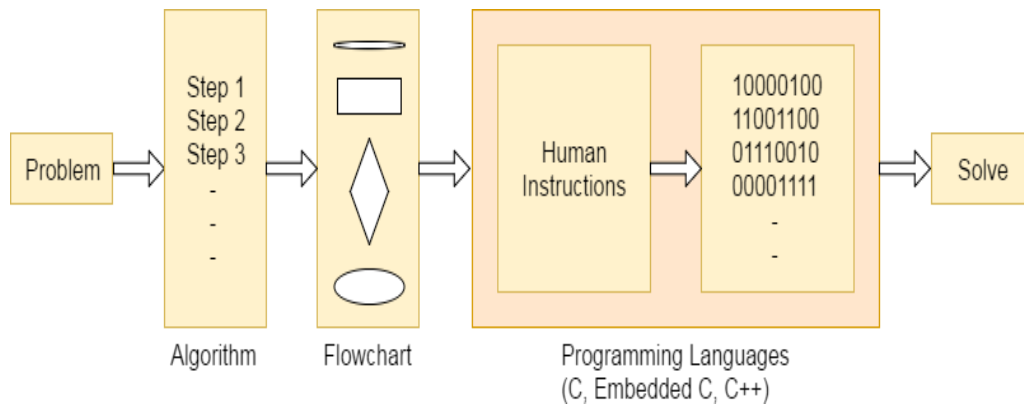 Problem
Step 1
Step 2
Step 3
-
-
-
Algorithm
Flowchart
Human
Instructions
10000100
11001100
01110010
00001111
-
-
Programming Languages
(C, Embedded C, C++)
Solve